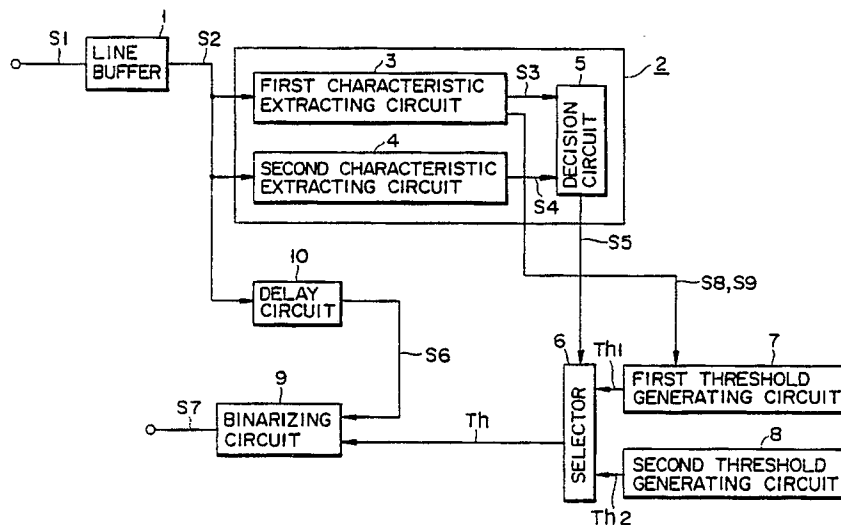 1
S1
LINE
BUFFER
S2
3
FIRST CHARACTERISTIC
EXTRACTING CIRCUIT
S3
5
DECISION
CIRCUIT
2
4
SECOND CHARACTERISTIC
EXTRACTING CIRCUIT
S4
S5
10
DELAY
CIRCUIT
S8,S9
S6
6
SELECTOR
Th1
7
FIRST THRESHOLD
GENERATING CIRCUIT
9
S7
BINARIZING
CIRCUIT
Th
8
SECOND THRESHOLD
GENERATING CIRCUIT
Th2